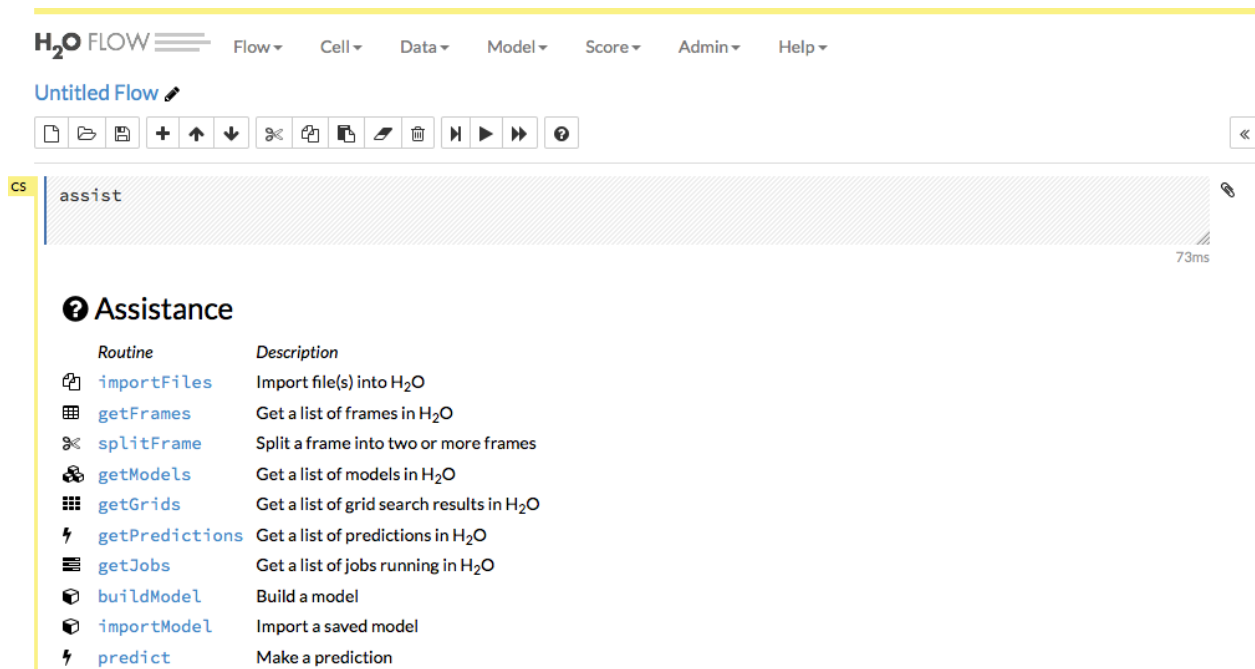 H2O FLOW Flow Cell Data Model Score Admin Help
Untitled Flow
CS
assist
73ms
Assistance
Routine Description
importFiles Import file(s) into H2O
getFrames Get a list of frames in H2O
splitFrame Split a frame into two or more frames
getModels Get a list of models in H2O
getGrids Get a list of grid search results in H2O
getPredictions Get a list of predictions in H2O
getJobs Get a list of jobs running in H2O
buildModel Build a model
importModel Import a saved model
predict Make a prediction